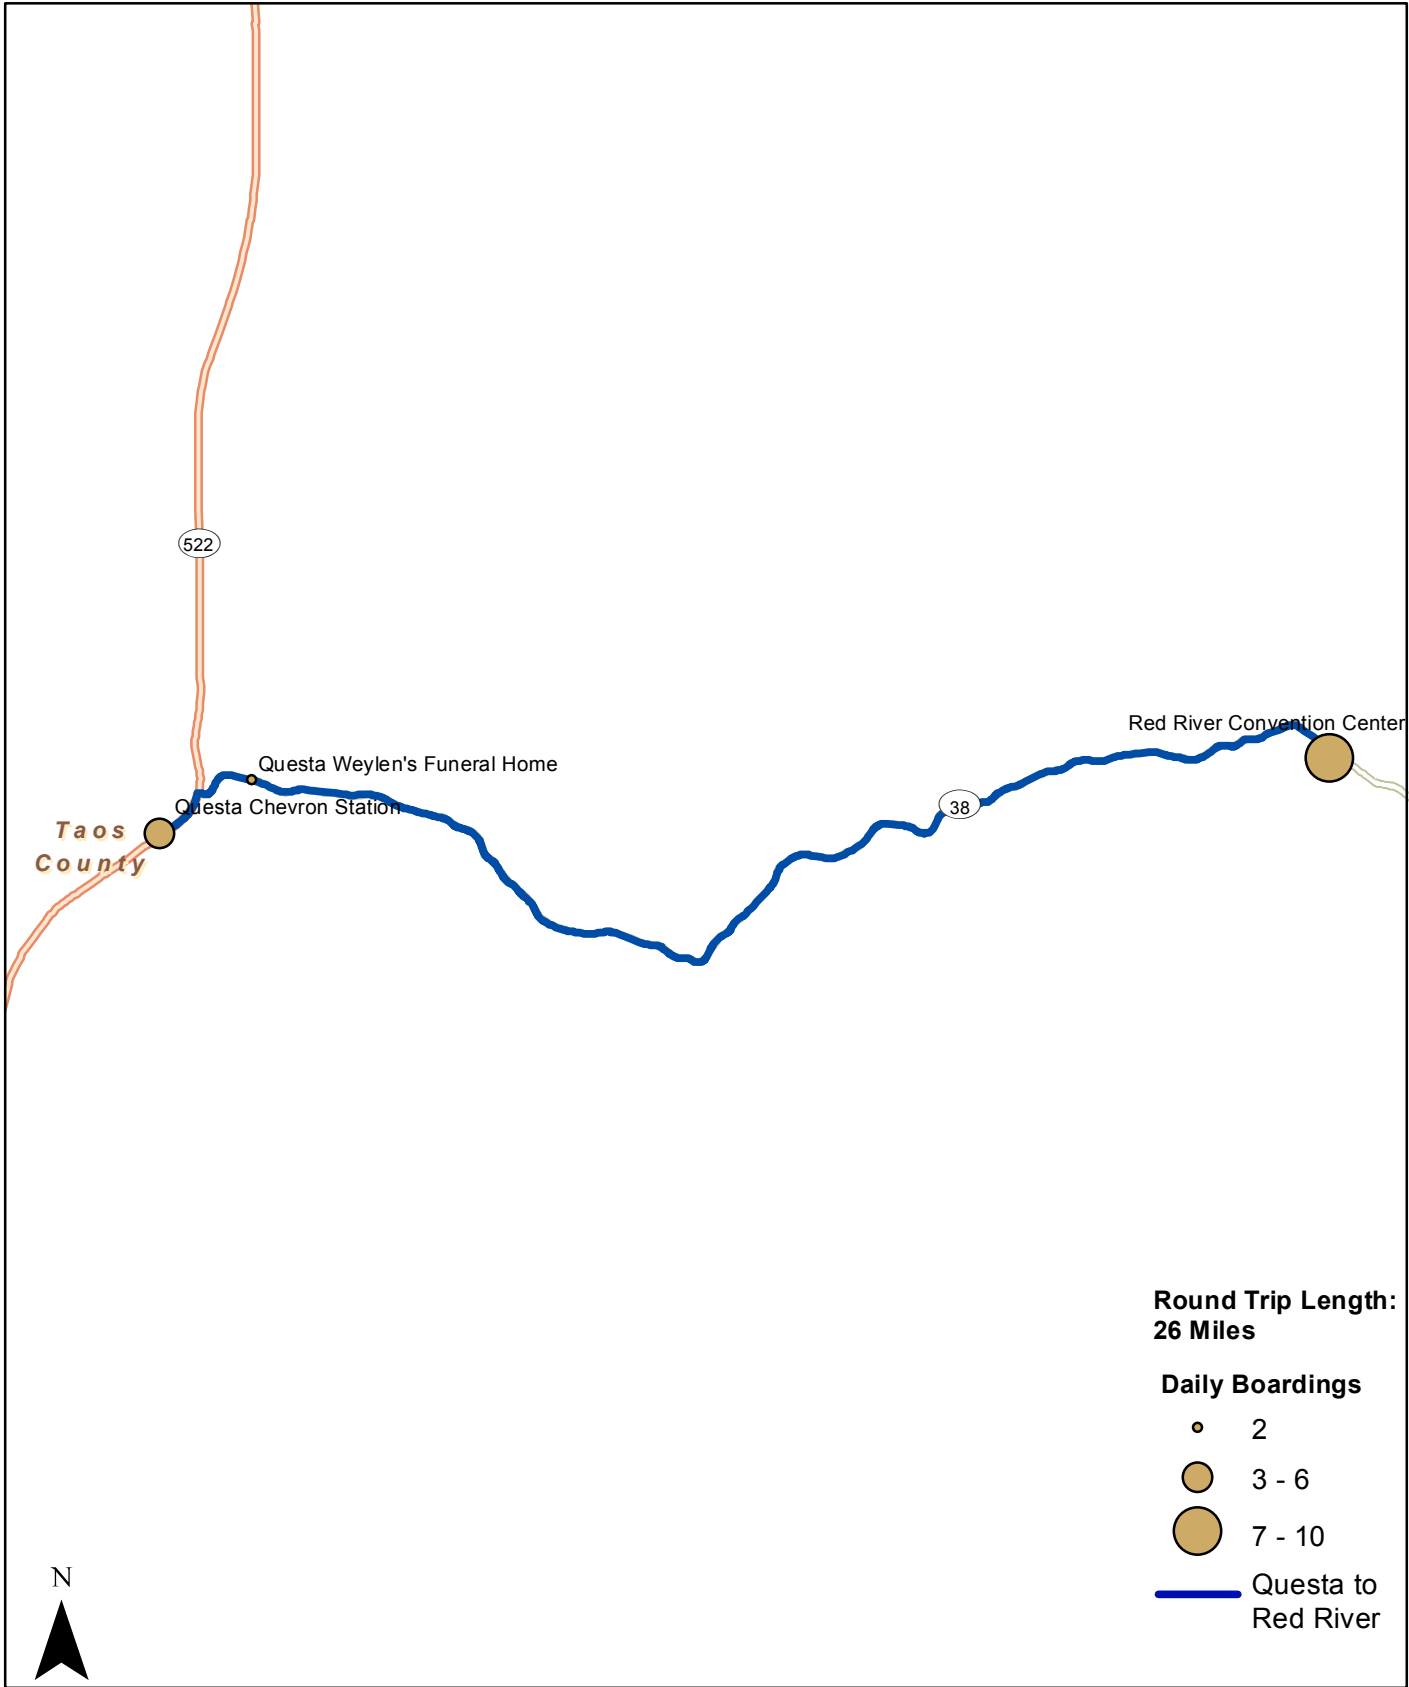 522
Red River Convention Center
Questa Weylen's Funeral Home
Questa Chevron Station
38
Taos
County
Round Trip Length:
26 Miles
Daily Boardings
2
3 - 6
7 - 10
Questa to
Red River
N